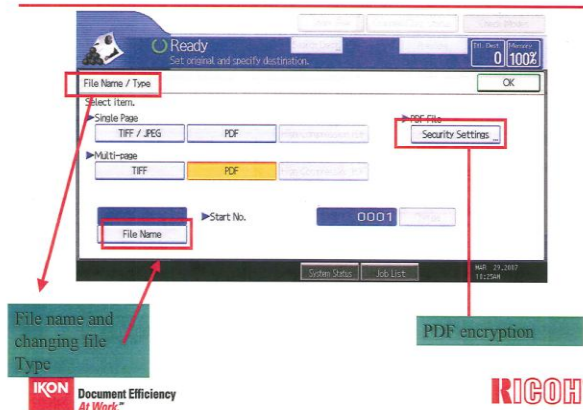 Ready
Set original and specify destination.
Ttl. Dest. Memory
0 100%
File Name / Type
OK
Select item.
►Single Page
►PDF File
TIFF / JPEG
PDF
Security Settings
►Multi-page
TIFF
PDF
►Start No.
0001
File Name
System Status
Job List
MAR 29,2007
10:25AM
File name and
changing file
Type
PDF encryption
IKON
Document Efficiency
At Work.™
RICOH